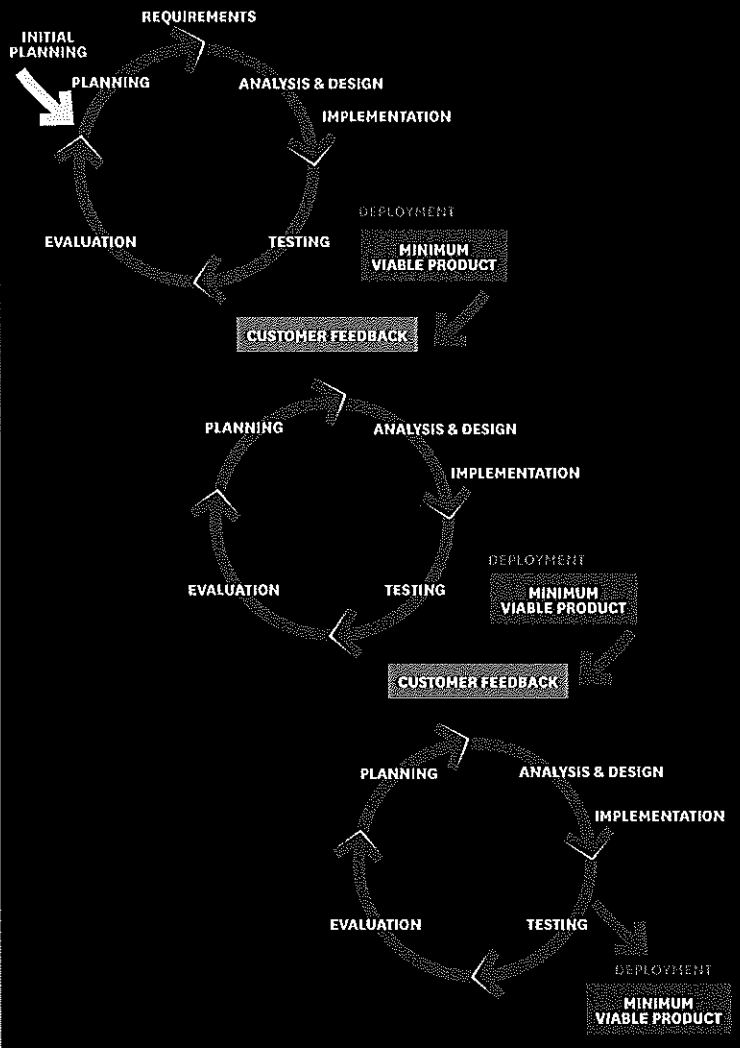 REQUIREMENTS
INITIAL
PLANNING
PLANNING
ANALYSIS & DESIGN
IMPLEMENTATION
DEPLOYMENT
EVALUATION
TESTING
MINIMUM
VIABLE PRODUCT
CUSTOMER FEEDBACK
PLANNING
ANALYSIS & DESIGN
IMPLEMENTATION
DEPLOYMENT
EVALUATION
TESTING
MINIMUM
VIABLE PRODUCT
CUSTOMER FEEDBACK
PLANNING
ANALYSIS & DESIGN
IMPLEMENTATION
EVALUATION
TESTING
DEPLOYMENT
MINIMUM
VIABLE PRODUCT